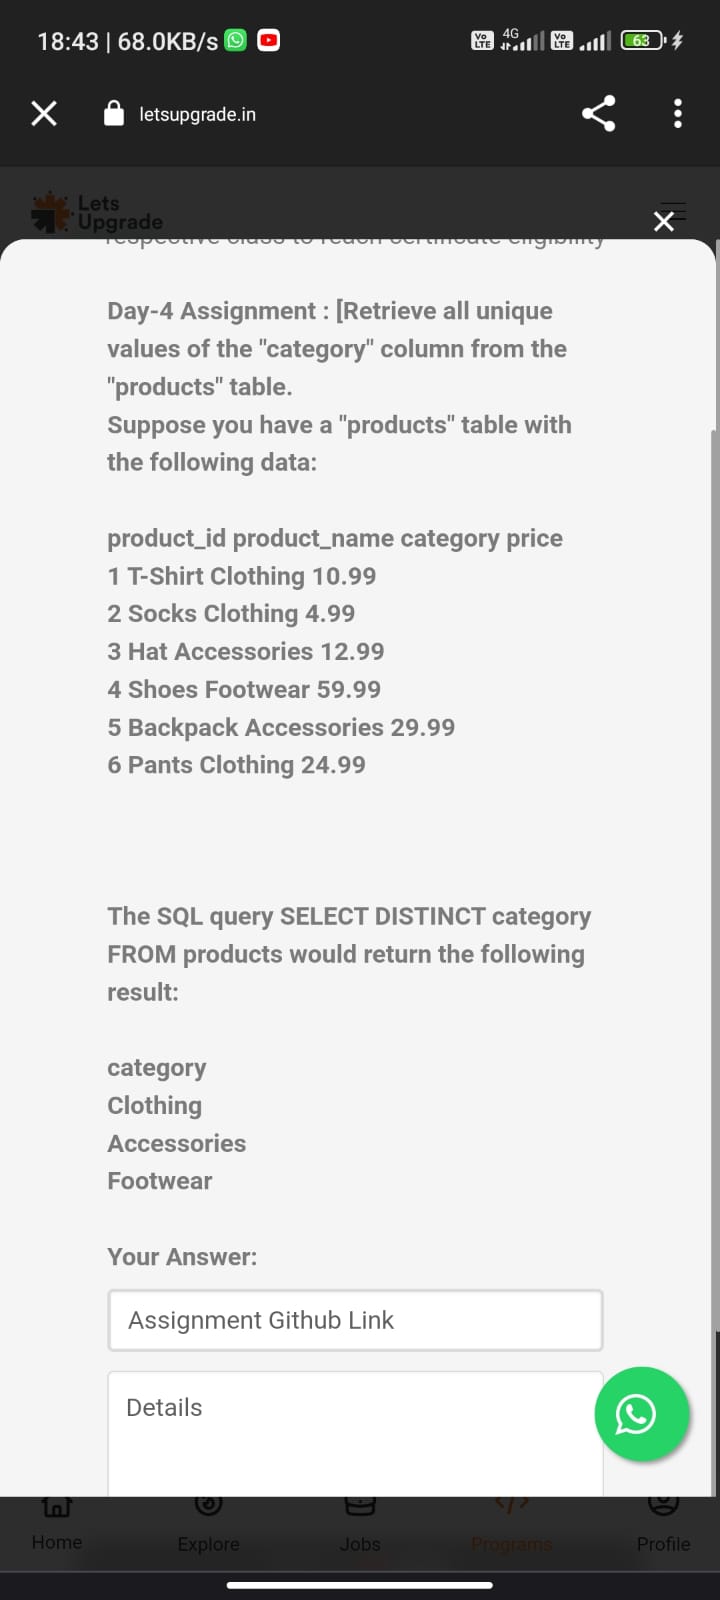 18:43 | 68.0KB/s
Vo LTE 4G Vo LTE 63
letsupgrade.in
Lets
Upgrade
respective class to reach certificate eligibility
Day-4 Assignment : [Retrieve all unique
values of the "category" column from the
"products" table.
Suppose you have a "products" table with
the following data:
product_id product_name category price
1 T-Shirt Clothing 10.99
2 Socks Clothing 4.99
3 Hat Accessories 12.99
4 Shoes Footwear 59.99
5 Backpack Accessories 29.99
6 Pants Clothing 24.99
The SQL query SELECT DISTINCT category
FROM products would return the following
result:
category
Clothing
Accessories
Footwear
Your Answer:
Assignment Github Link
Details
Home Explore Jobs Programs Profile